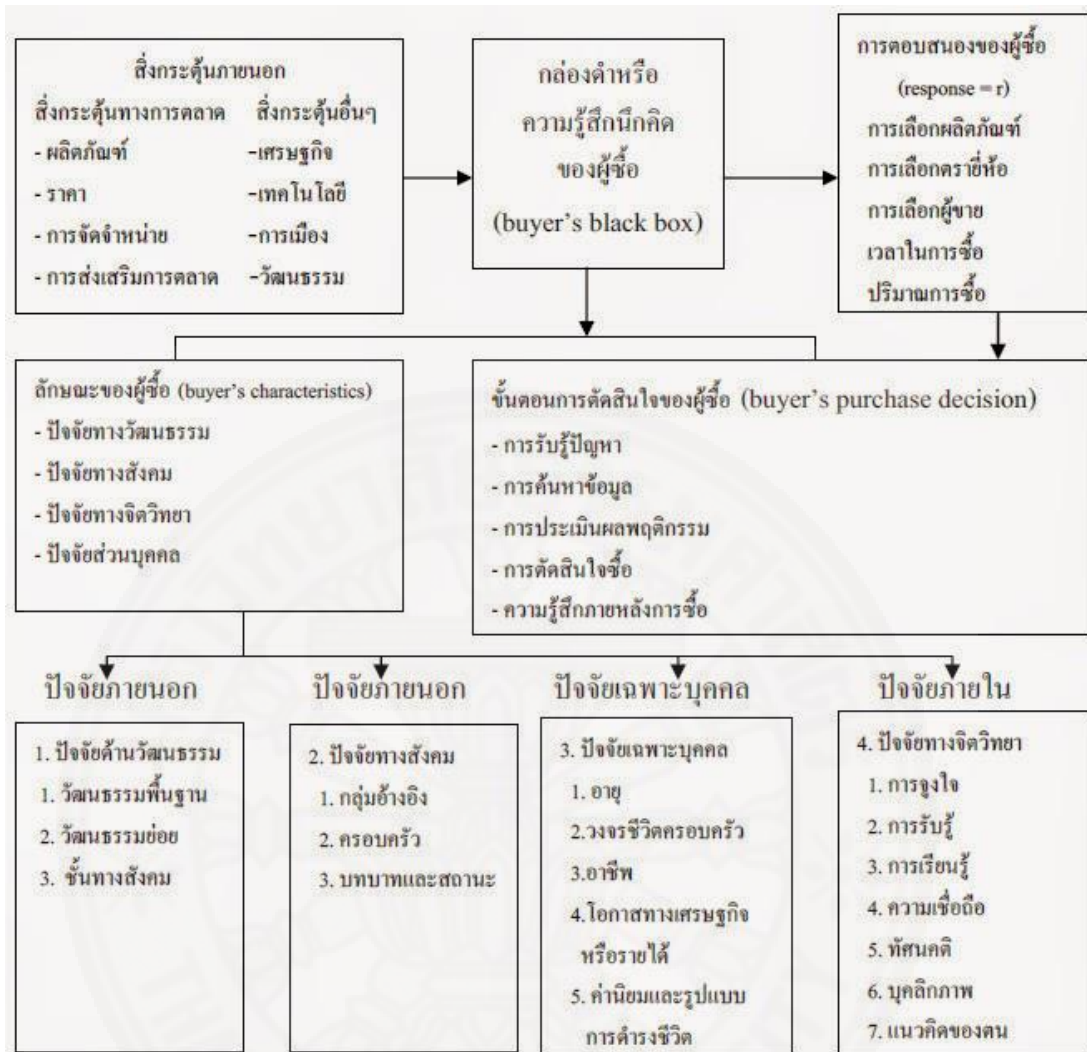 สิ่งกระตุ้นภายนอก
สิ่งกระตุ้นทางการตลาด สิ่งกระตุ้นอื่นๆ
- ผลิตภัณฑ์ -เศรษฐกิจ
- ราคา -เทคโนโลยี
- การจัดจำหน่าย -การเมือง
- การส่งเสริมการตลาด -วัฒนธรรม
กล่องดำหรือ
ความรู้สึกนึกคิด
ของผู้ซื้อ
(buyer's black box)
การตอบสนองของผู้ซื้อ
(response = r)
การเลือกผลิตภัณฑ์
การเลือกตรายี่ห้อ
การเลือกผู้ขาย
เวลาในการซื้อ
ปริมาณการซื้อ
ลักษณะของผู้ซื้อ (buyer's characteristics)
- ปัจจัยทางวัฒนธรรม
- ปัจจัยทางสังคม
- ปัจจัยทางจิตวิทยา
- ปัจจัยส่วนบุคคล
ขั้นตอนการตัดสินใจของผู้ซื้อ (buyer's purchase decision)
- การรับรู้ปัญหา
- การค้นหาข้อมูล
- การประเมินผลพฤติกรรม
- การตัดสินใจซื้อ
- ความรู้สึกภายหลังการซื้อ
ปัจจัยภายนอก
1. ปัจจัยด้านวัฒนธรรม
1. วัฒนธรรมพื้นฐาน
2. วัฒนธรรมย่อย
3. ชั้นทางสังคม
ปัจจัยภายนอก
2. ปัจจัยทางสังคม
1. กลุ่มอ้างอิง
2. ครอบครัว
3. บทบาทและสถานะ
ปัจจัยเฉพาะบุคคล
3. ปัจจัยเฉพาะบุคคล
1. อายุ
2.วงจรชีวิตครอบครัว
3.อาชีพ
4.โอกาสทางเศรษฐกิจ
หรือรายได้
5. ค่านิยมและรูปแบบ
การดำรงชีวิต
ปัจจัยภายใน
4. ปัจจัยทางจิตวิทยา
1. การจูงใจ
2. การรับรู้
3. การเรียนรู้
4. ความเชื่อถือ
5. ทัศนคติ
6. บุคลิกภาพ
7. แนวคิดของตน